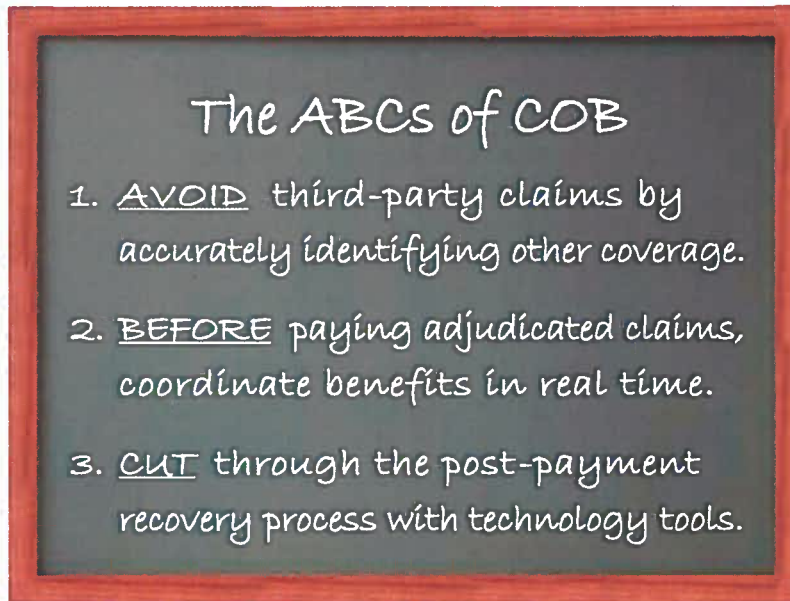 The ABCs of COB
1. AVOID third-party claims by
accurately identifying other coverage.
2. BEFORE paying adjudicated claims,
coordinate benefits in real time.
3. CUT through the post-payment
recovery process with technology tools.